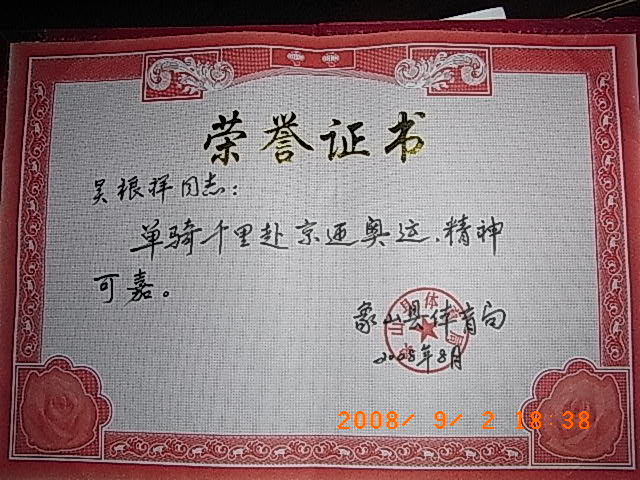 荣誉证书
吴振祥同志：
单骑千里赴京迎奥运、精神
可嘉。
象山县体育局
2008年8月
2008/ 9/ 2 18:38